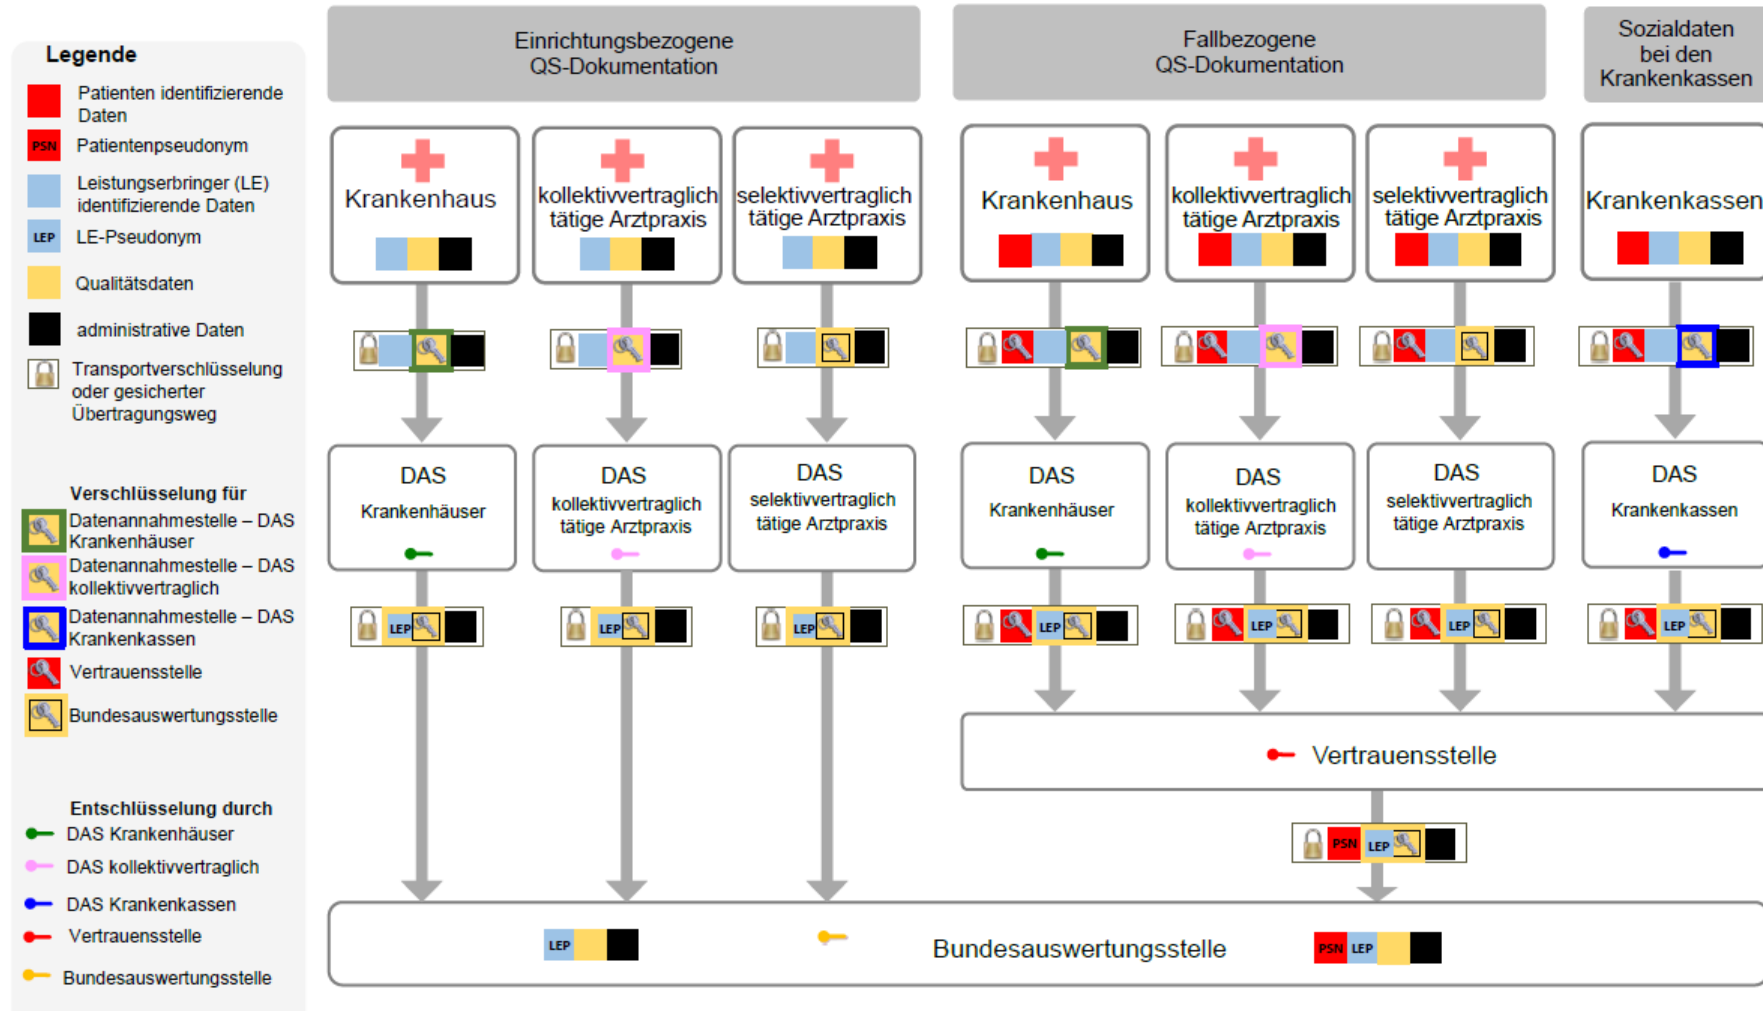 Legende
Patienten identifizierende
Daten
PSN
Patientenpseudonym
Leistungserbringer (LE)
identifizierende Daten
LEP
LE-Pseudonym
Qualitätsdaten
administrative Daten
Transportverschlüsselung
oder gesicherter
Übertragungsweg
Verschlüsselung für
Datenannahmestelle – DAS
Krankenhäuser
Datenannahmestelle – DAS
kollektivvertraglich
Datenannahmestelle – DAS
Krankenkassen
Vertrauensstelle
Bundesauswertungsstelle
Entschlüsselung durch
DAS Krankenhäuser
DAS kollektivvertraglich
DAS Krankenkassen
Vertrauensstelle
Bundesauswertungsstelle
Einrichtungsbezogene
QS-Dokumentation
Fallbezogene
QS-Dokumentation
Sozialdaten
bei den
Krankenkassen
Krankenhaus
kollektivvertraglich
tätige Arztpraxis
selektivvertraglich
tätige Arztpraxis
Krankenhaus
kollektivvertraglich
tätige Arztpraxis
selektivvertraglich
tätige Arztpraxis
Krankenkassen
DAS
Krankenhäuser
DAS
kollektivvertraglich
tätige Arztpraxis
DAS
selektivvertraglich
tätige Arztpraxis
DAS
Krankenhäuser
DAS
kollektivvertraglich
tätige Arztpraxis
DAS
selektivvertraglich
tätige Arztpraxis
DAS
Krankenkassen
LEP
LEP
LEP
LEP
LEP
LEP
LEP
Vertrauensstelle
PSN LEP
LEP
Bundesauswertungsstelle
PSN LEP